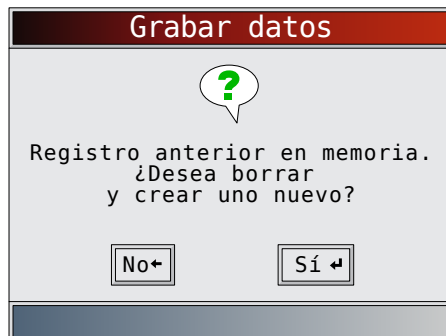 Grabar datos
?
Registro anterior en memoria.
¿Desea borrar
y crear uno nuevo?
No←
Sí ↵